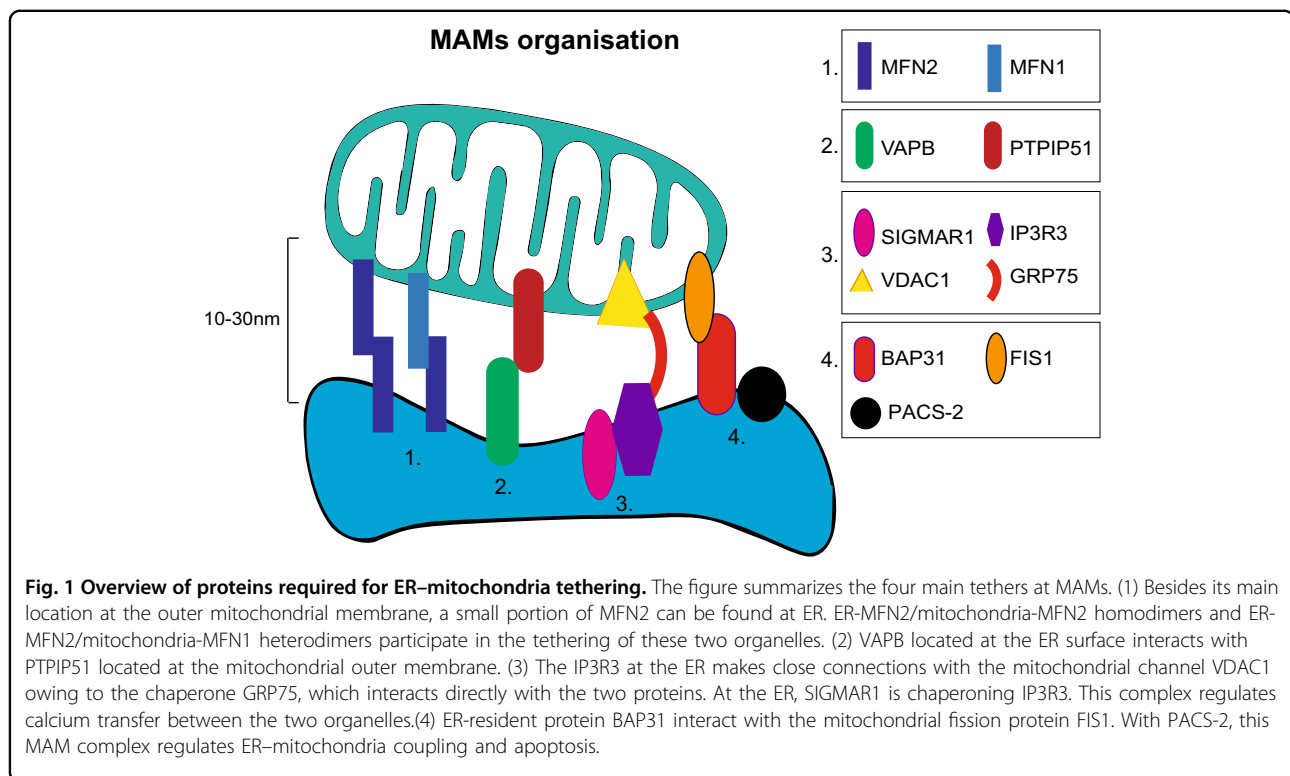 MAMs organisation
1.
MFN2
MFN1
2.
VAPB
PTPIP51
3.
SIGMAR1
IP3R3
VDAC1
GRP75
4.
BAP31
FIS1
PACS-2
10-30nm
1.
2.
3.
4.
Fig. 1 Overview of proteins required for ER–mitochondria tethering. The figure summarizes the four main tethers at MAMs. (1) Besides its main
location at the outer mitochondrial membrane, a small portion of MFN2 can be found at ER. ER-MFN2/mitochondria-MFN2 homodimers and ER-
MFN2/mitochondria-MFN1 heterodimers participate in the tethering of these two organelles. (2) VAPB located at the ER surface interacts with
PTPIP51 located at the mitochondrial outer membrane. (3) The IP3R3 at the ER makes close connections with the mitochondrial channel VDAC1
owing to the chaperone GRP75, which interacts directly with the two proteins. At the ER, SIGMAR1 is chaperoning IP3R3. This complex regulates
calcium transfer between the two organelles.(4) ER-resident protein BAP31 interact with the mitochondrial fission protein FIS1. With PACS-2, this
MAM complex regulates ER–mitochondria coupling and apoptosis.